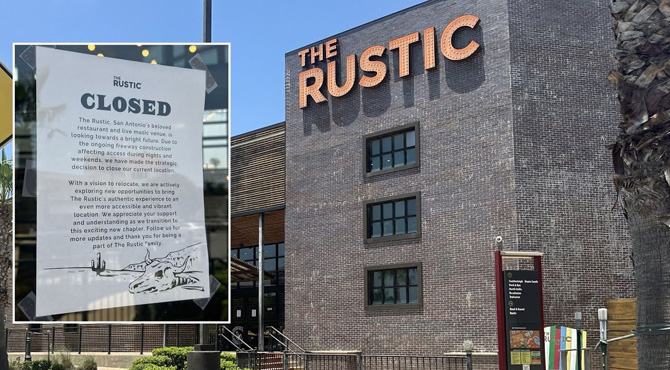 THE
RUSTIC
THE
RUSTIC
CLOSED
The Rustic, San Antonio's beloved
restaurant and live music venue, is
looking towards a bright future. Due to
the ongoing freeway construction
affecting access during nights and
weekends, we have made the strategic
decision to close our current location.
With a vision to relocate, we are actively
exploring new opportunities to bring
The Rustic's authentic experience to an
even more accessible and vibrant
location. We appreciate your support
and understanding as we transition to
this exciting new chapter. Follow us for
more updates and thank you for being a
part of The Rustic Family.